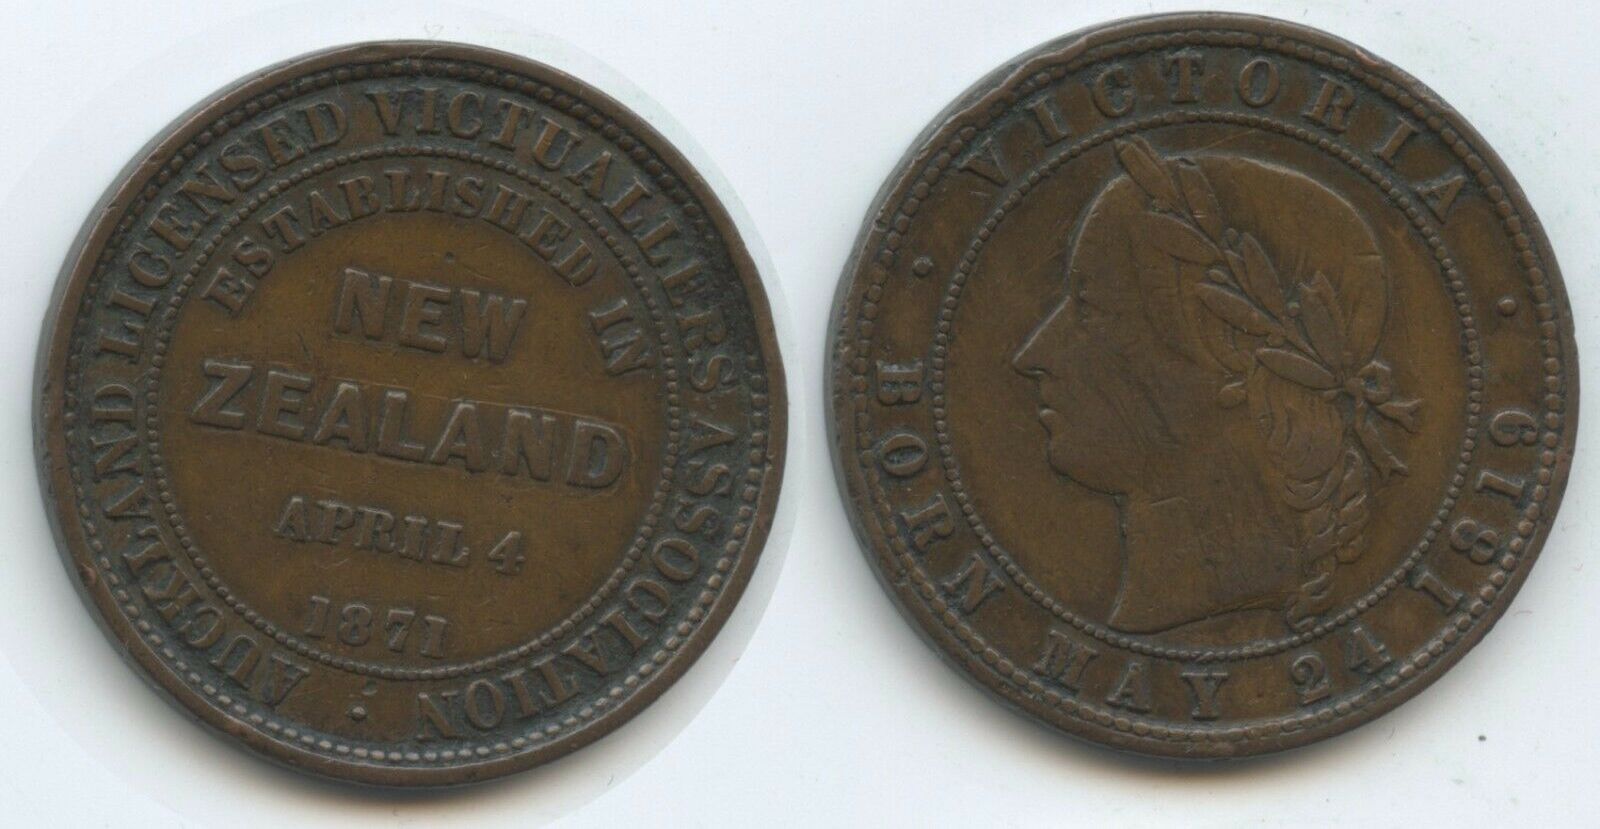 AUCKLAND LICENSED VICTUALLERS ASSOCIATION ·
ESTABLISHED IN
NEW
ZEALAND
APRIL 4
1871
· VICTORIA ·
BORN MAY 24 1819